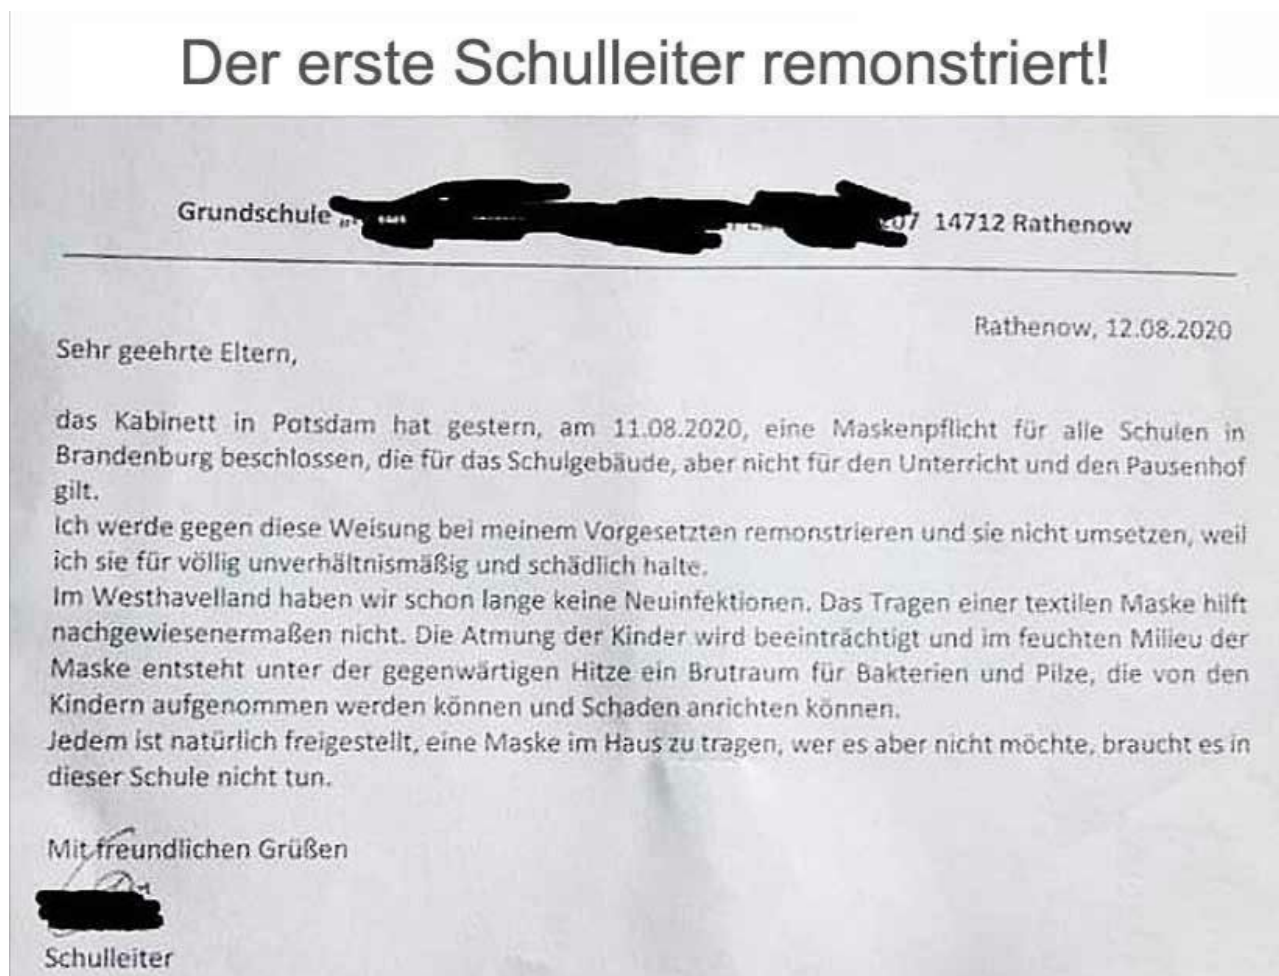 Der erste Schulleiter remonstriert!
Grundschule 07 14712 Rathenow
Rathenow, 12.08.2020
Sehr geehrte Eltern,
das Kabinett in Potsdam hat gestern, am 11.08.2020, eine Maskenpflicht für alle Schulen in
Brandenburg beschlossen, die für das Schulgebäude, aber nicht für den Unterricht und den Pausenhof
gilt.
Ich werde gegen diese Weisung bei meinem Vorgesetzten remonstrieren und sie nicht umsetzen, weil
ich sie für völlig unverhältnismäßig und schädlich halte.
Im Westhavelland haben wir schon lange keine Neuinfektionen. Das Tragen einer textilen Maske hilft
nachgewiesenermaßen nicht. Die Atmung der Kinder wird beeinträchtigt und im feuchten Milieu der
Maske entsteht unter der gegenwärtigen Hitze ein Brutraum für Bakterien und Pilze, die von den
Kindern aufgenommen werden können und Schaden anrichten können.
Jedem ist natürlich freigestellt, eine Maske im Haus zu tragen, wer es aber nicht möchte, braucht es in
dieser Schule nicht tun.
Mit freundlichen Grüßen
Schulleiter